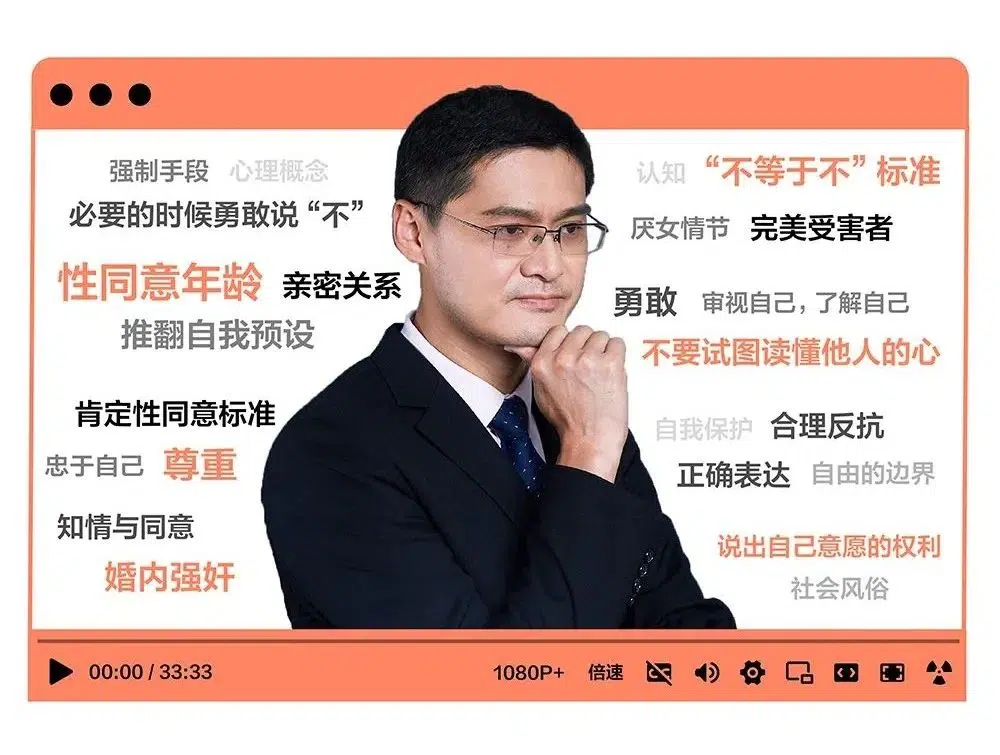 强制手段 心理概念
必要的时候勇敢说“不”
性同意年龄 亲密关系
推翻自我预设
肯定性同意标准
忠于自己 尊重
知情与同意
婚内强奸
认知 “不等于不”标准
厌女情节 完美受害者
勇敢 审视自己，了解自己
不要试图读懂他人的心
自我保护 合理反抗
正确表达 自由的边界
说出自己意愿的权利
社会风俗
00:00 / 33:33 1080P+ 倍速